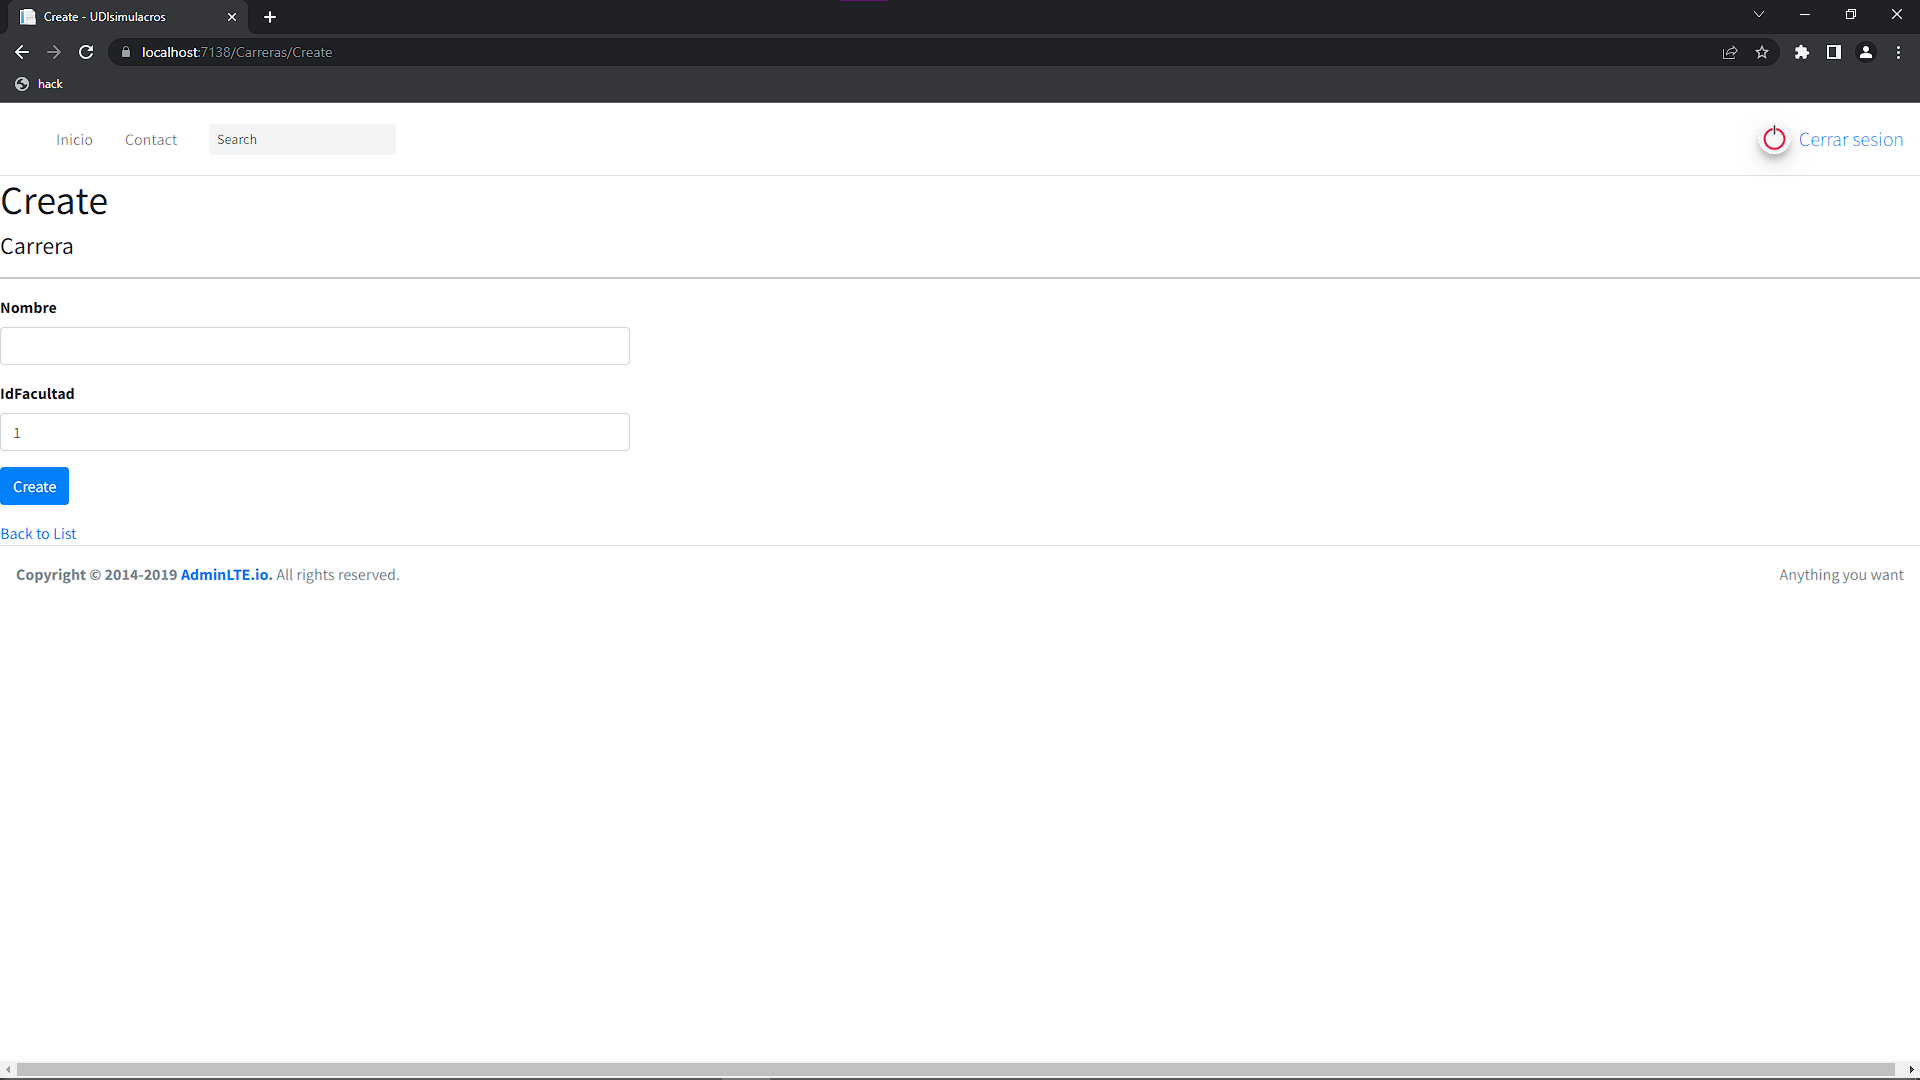 Create - UDIsimulacros
localhost:7138/Carreras/Create
hack
Inicio Contact Search Cerrar sesion
Create
Carrera
Nombre
IdFacultad
1
Create
Back to List
Copyright © 2014-2019 AdminLTE.io. All rights reserved. Anything you want